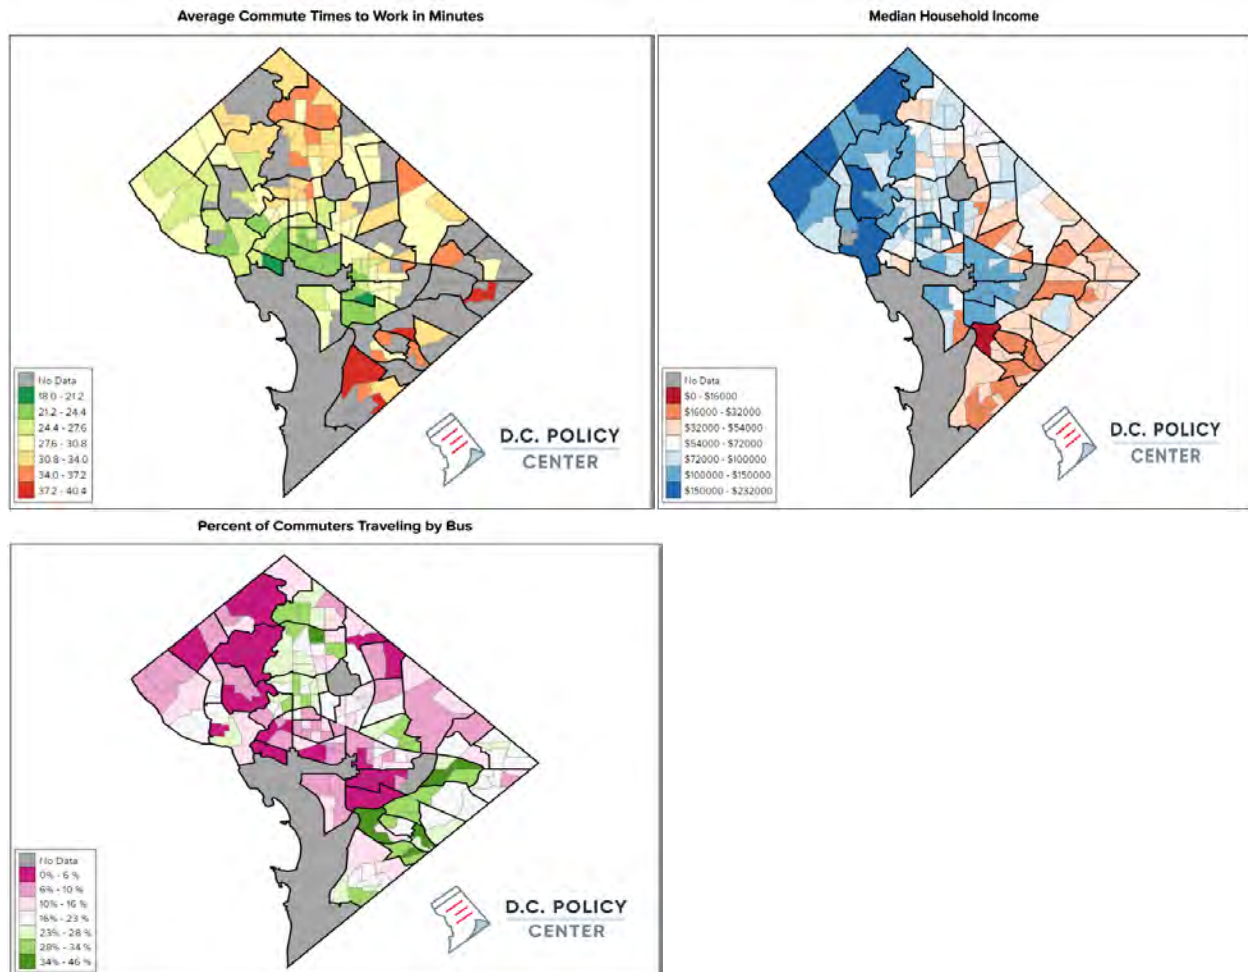 Average Commute Times to Work in Minutes
No Data
18.0 - 21.2
21.2 - 24.4
24.4 - 27.6
27.6 - 30.8
30.8 - 34.0
34.0 - 37.2
37.2 - 40.4
D.C. POLICY
CENTER
Median Household Income
No Data
$0 - $16000
$16000 - $32000
$32000 - $54000
$54000 - $72000
$72000 - $100000
$100000 - $150000
$150000 - $232000
D.C. POLICY
CENTER
Percent of Commuters Traveling by Bus
No Data
0% - 6 %
6% - 10 %
10% - 16 %
16% - 23 %
23% - 28 %
28% - 34 %
34% - 46 %
D.C. POLICY
CENTER